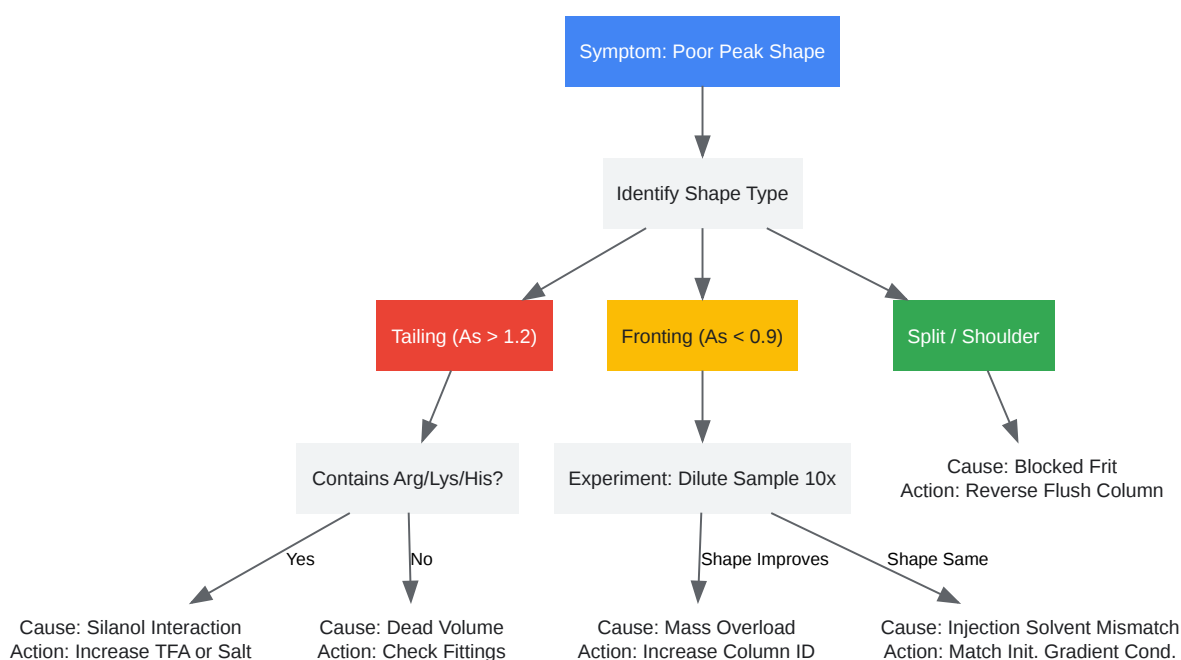 Symptom: Poor Peak Shape
Identify Shape Type
Tailing (As > 1.2)
Fronting (As < 0.9)
Split / Shoulder
Contains Arg/Lys/His?
Experiment: Dilute Sample 10x
Cause: Blocked Frit
Action: Reverse Flush Column
Yes
No
Shape Improves
Shape Same
Cause: Silanol Interaction
Action: Increase TFA or Salt
Cause: Dead Volume
Action: Check Fittings
Cause: Mass Overload
Action: Increase Column ID
Cause: Injection Solvent Mismatch
Action: Match Init. Gradient Cond.